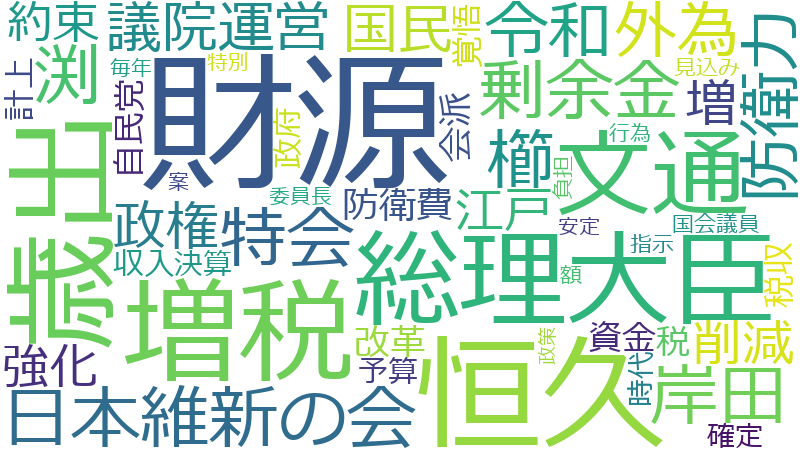 約束
議院運営
国民
覚悟
令和
外為
防衛力
計上
渕
毎年
特別
見込み
財源
自民党
政府
会派
剰余金
増
歳出
案
櫛
文通
行為
負担
委員長
政権
特会
防衛費
江戸
安定
国会議員
収入決算
総理大臣
指示
額
税収
増税
強化
改革
予算
恒久
政策
資金
税
削減
時代
岸田
日本維新の会
確定